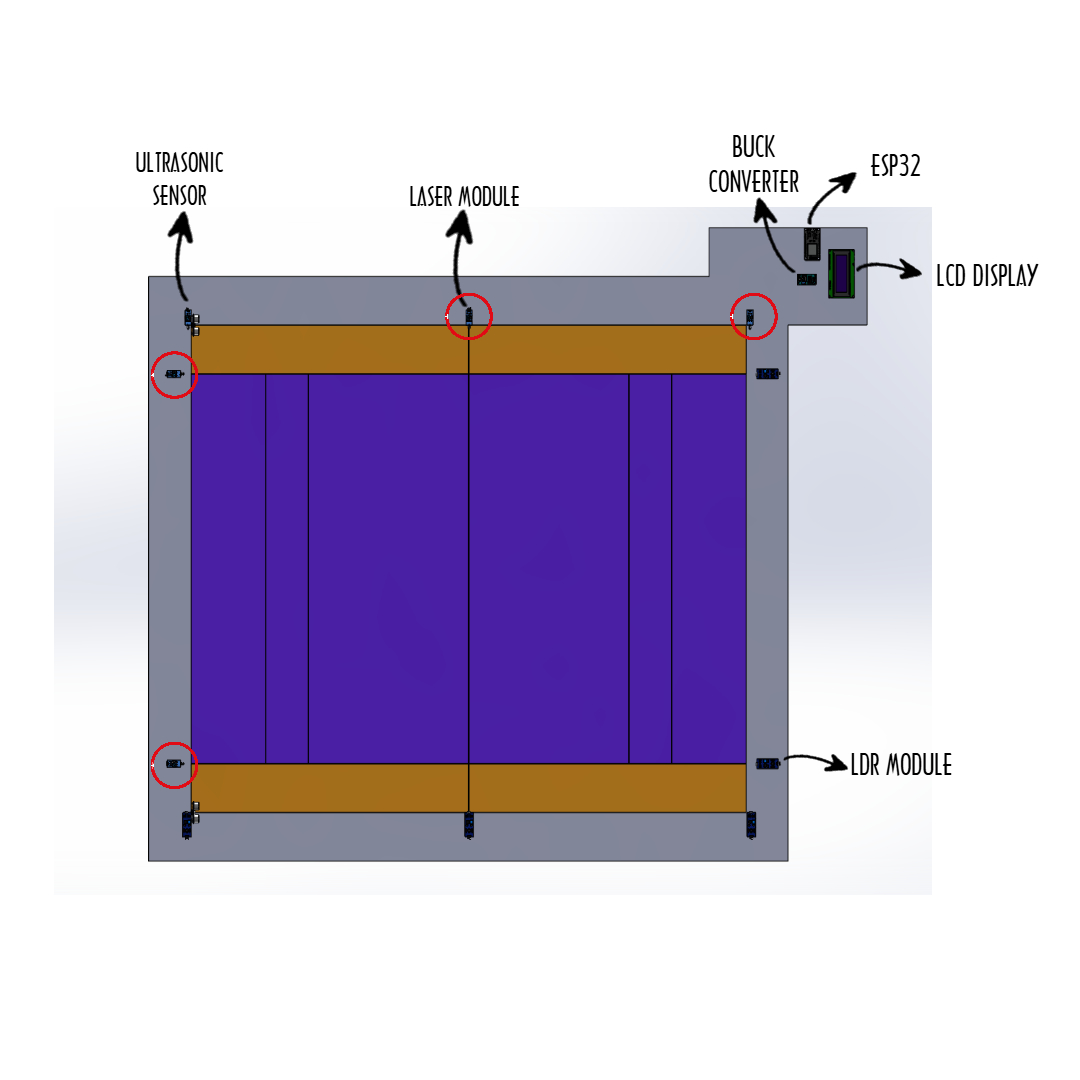 ULTRASONIC
SENSOR
LASER MODULE
BUCK
CONVERTER
ESP32
LCD DISPLAY
LDR MODULE